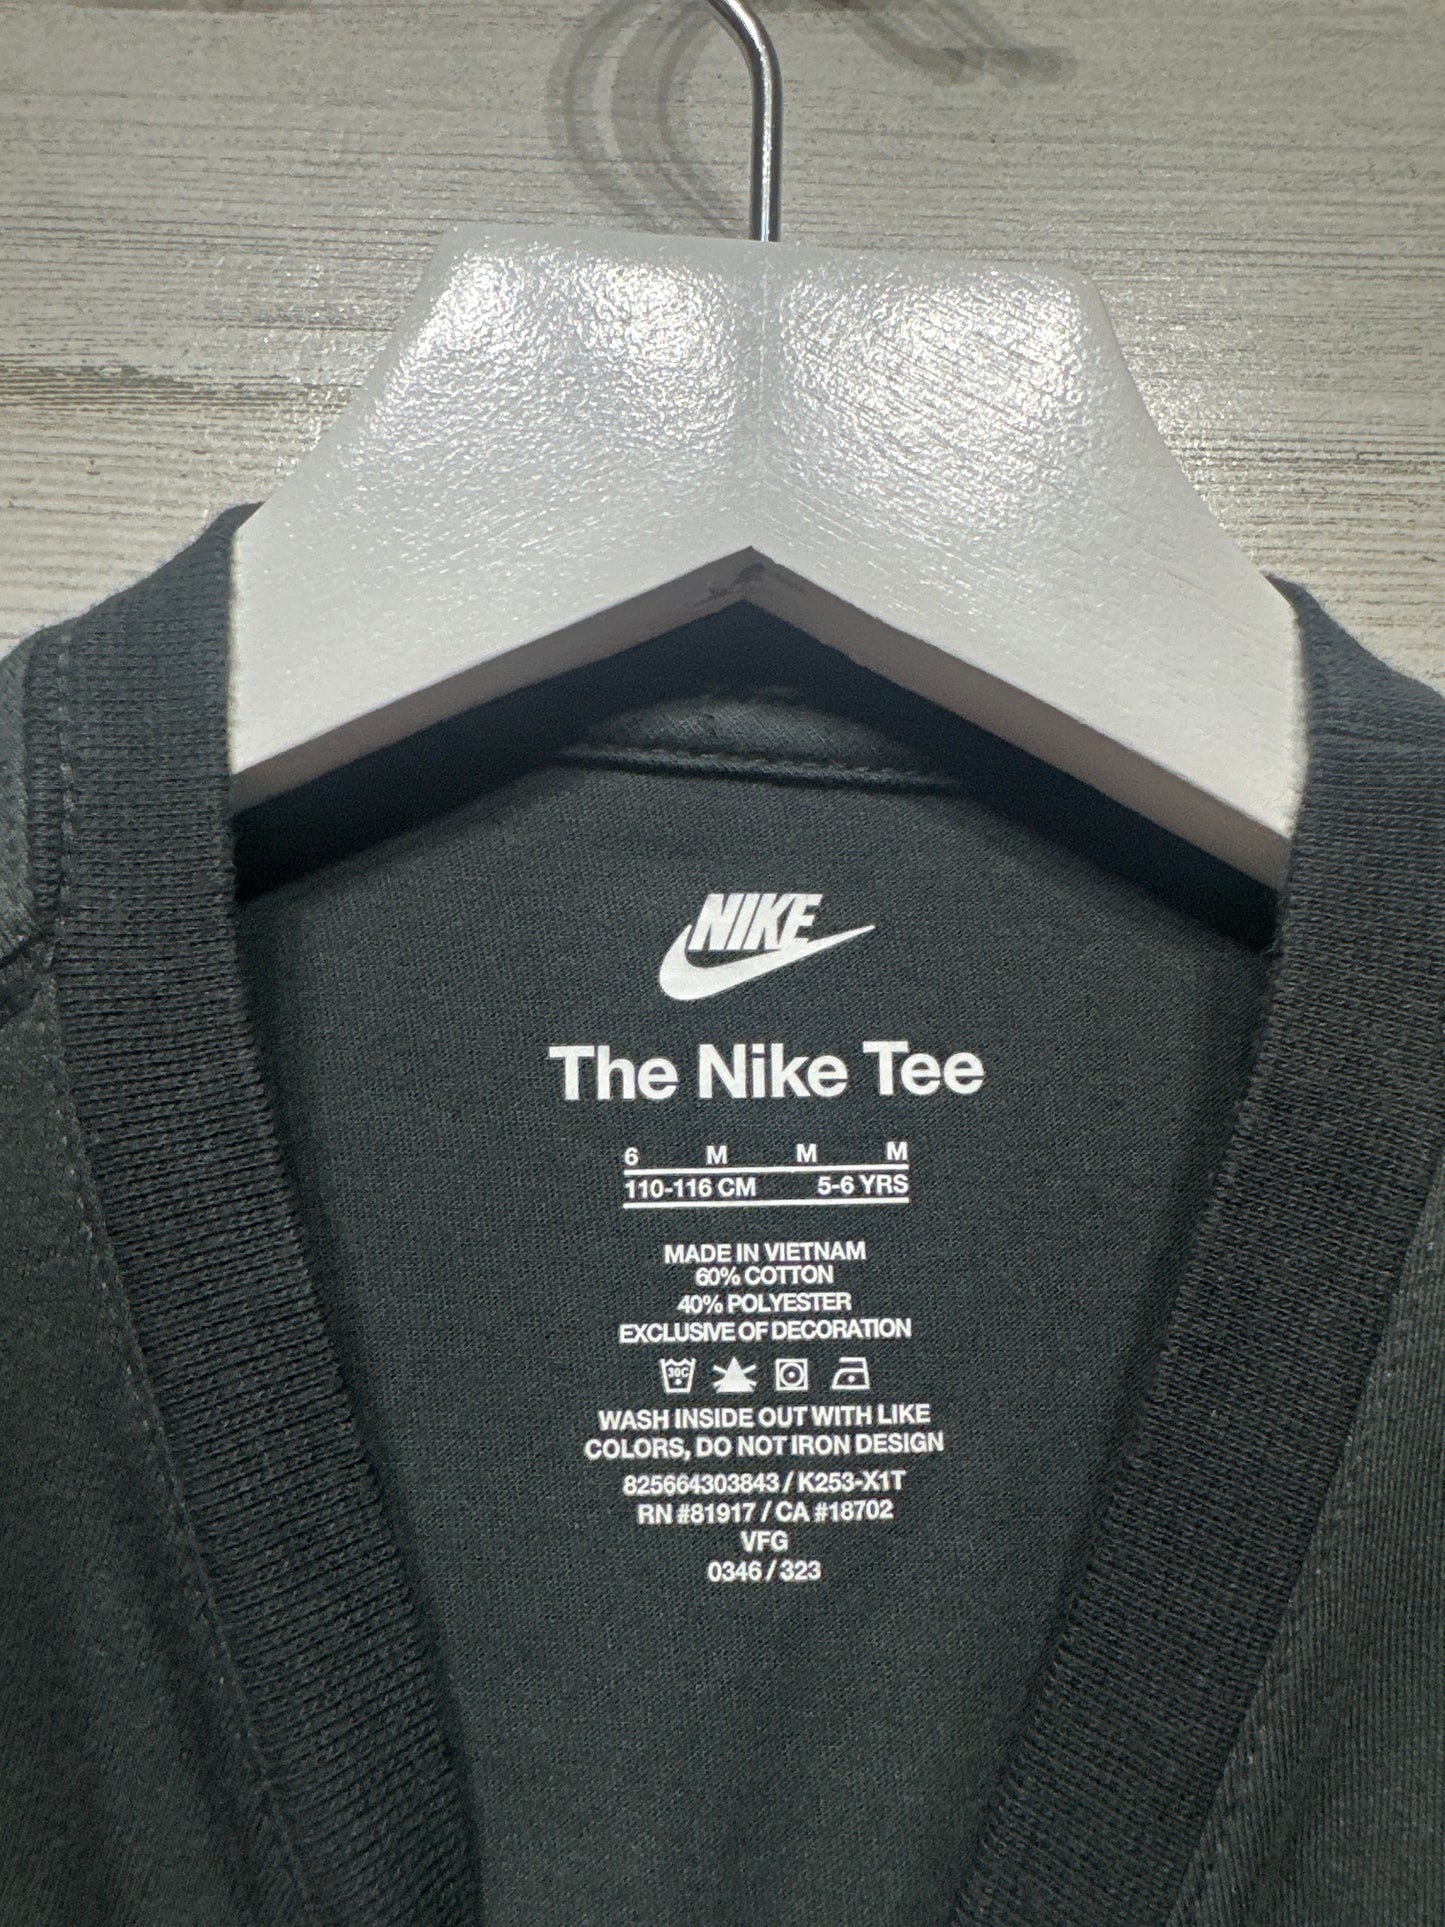 NIKE
The Nike Tee
6 M M M
110-116 CM 5-6 YRS
MADE IN VIETNAM
60% COTTON
40% POLYESTER
EXCLUSIVE OF DECORATION
30C
WASH INSIDE OUT WITH LIKE
COLORS, DO NOT IRON DESIGN
825664303843 / K253-X1T
RN #81917 / CA #18702
VFG
0346 / 323